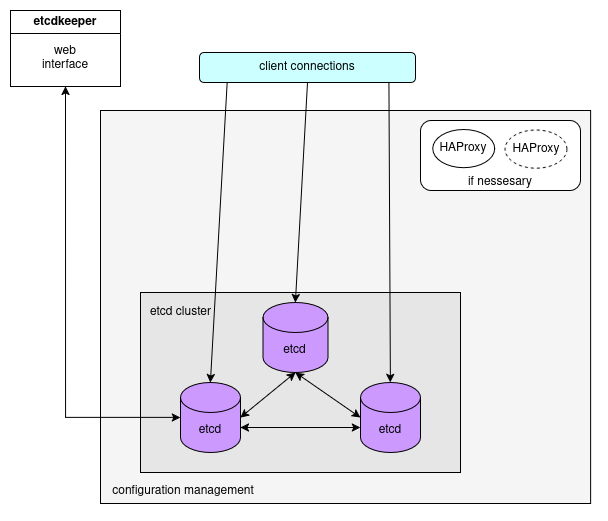 etcdkeeper
web
interface
client connections
HAProxy
HAProxy
if nessesary
etcd cluster
etcd
etcd
etcd
configuration management